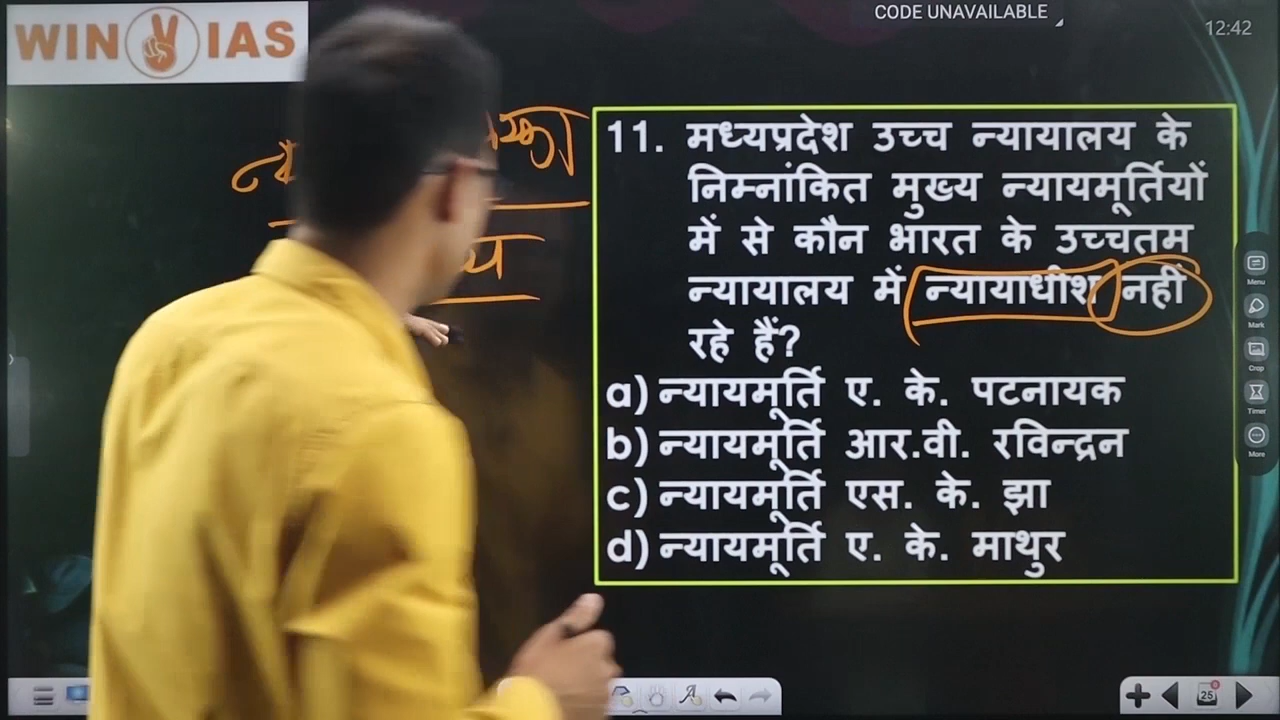 WIN IAS
CODE UNAVAILABLE
12:42
11. मध्यप्रदेश उच्च न्यायालय के
निम्नांकित मुख्य न्यायमूर्तियों
में से कौन भारत के उच्चतम
न्यायालय में न्यायाधीश नहीं
रहे हैं?
a) न्यायमूर्ति ए. के. पटनायक
b) न्यायमूर्ति आर.वी. रविन्द्रन
c) न्यायमूर्ति एस. के. झा
d) न्यायमूर्ति ए. के. माथुर
Menu
Mark
Crop
Timer
More
25